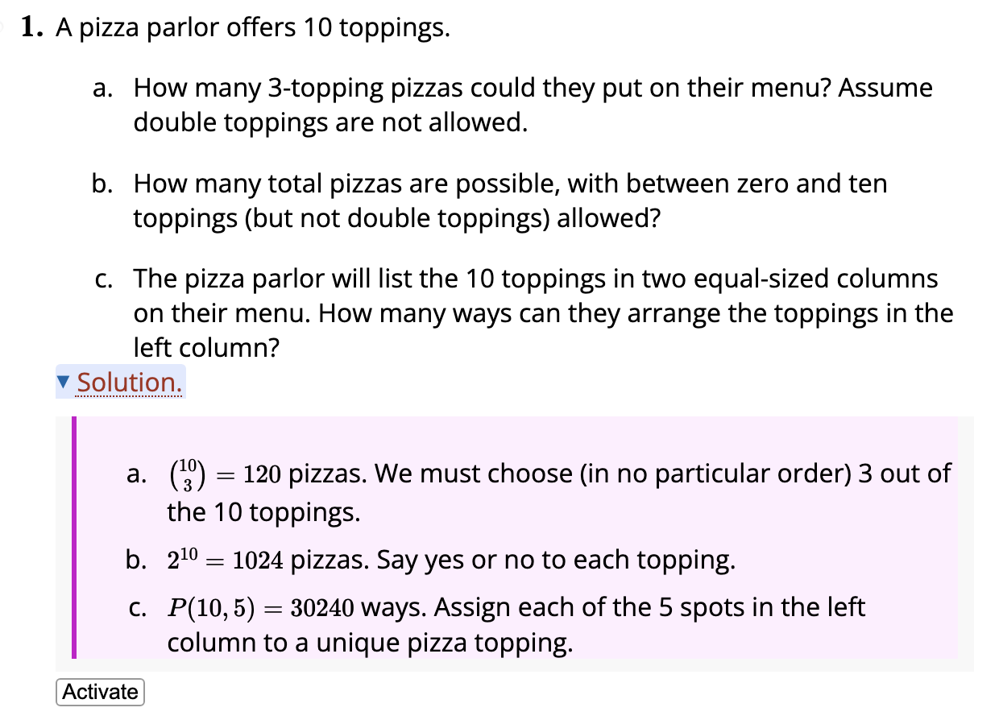 1. A pizza parlor offers 10 toppings.
a. How many 3-topping pizzas could they put on their menu? Assume
double toppings are not allowed.
b. How many total pizzas are possible, with between zero and ten
toppings (but not double toppings) allowed?
c. The pizza parlor will list the 10 toppings in two equal-sized columns
on their menu. How many ways can they arrange the toppings in the
left column?
▼ Solution.
a. $\binom{10}{3} = 120$ pizzas. We must choose (in no particular order) 3 out of
the 10 toppings.
b. $2^{10} = 1024$ pizzas. Say yes or no to each topping.
c. $P(10, 5) = 30240$ ways. Assign each of the 5 spots in the left
column to a unique pizza topping.
Activate